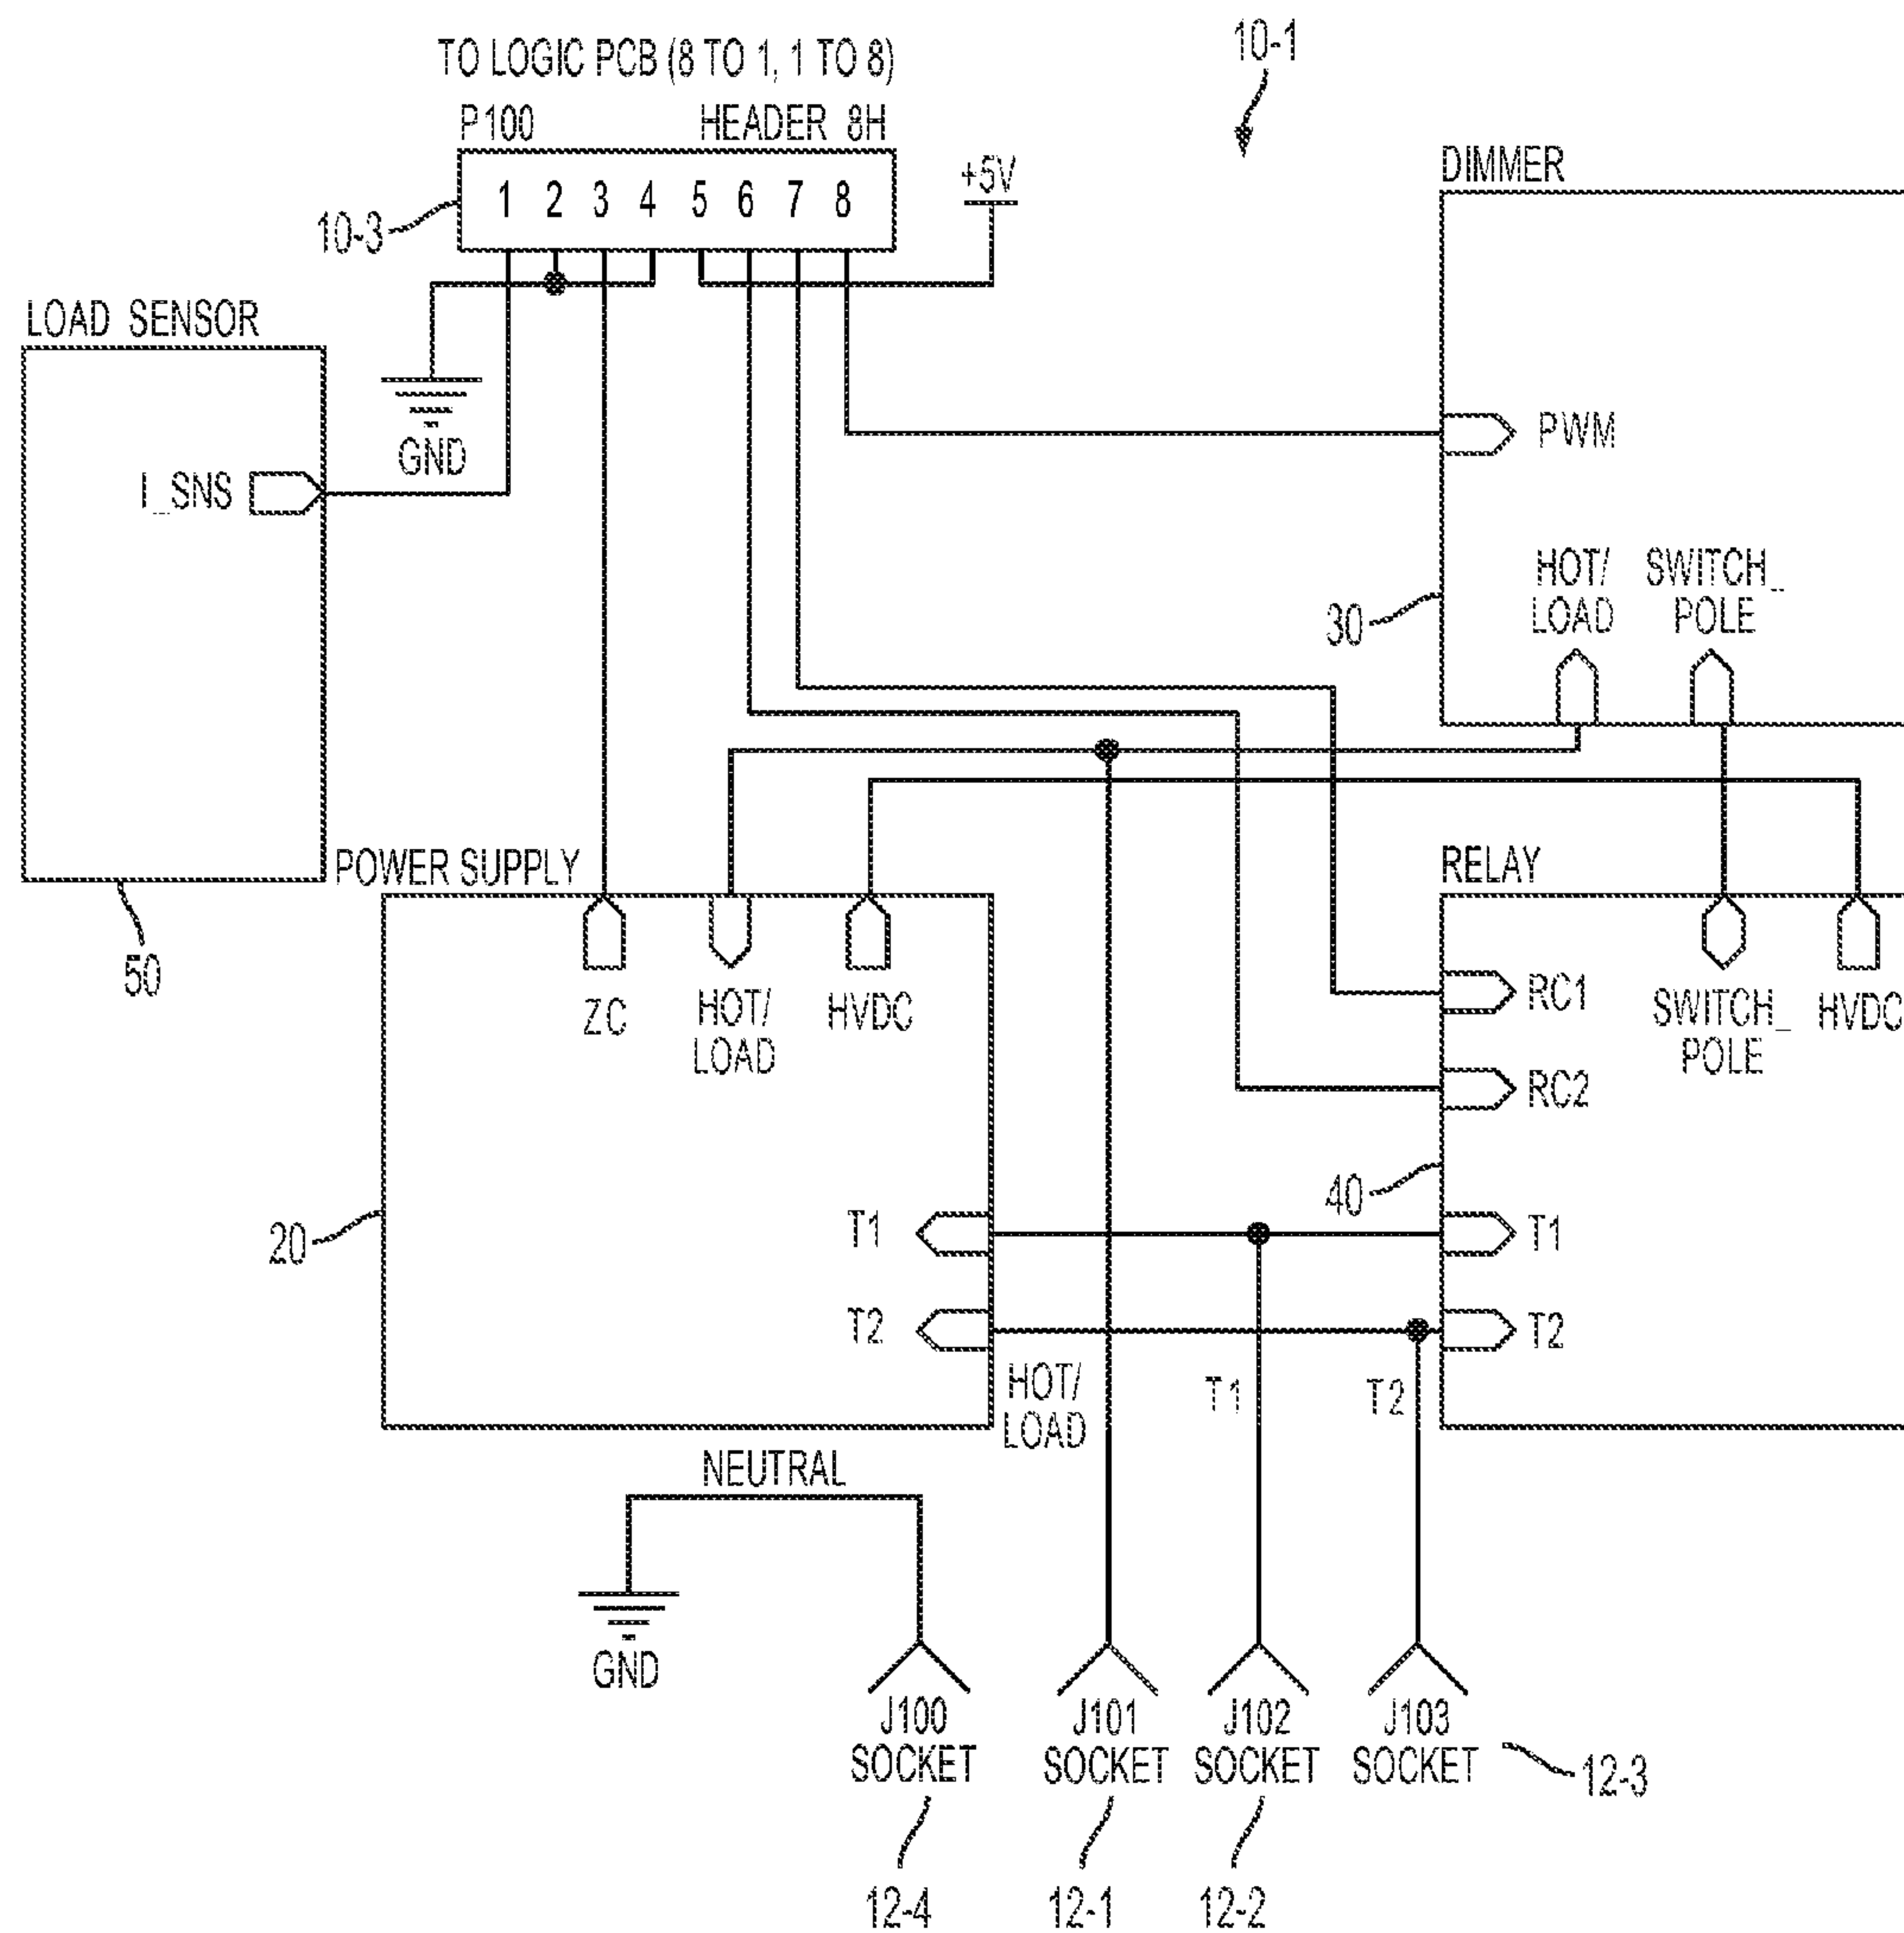 10-1
TO LOGIC PCB (8 TO 1, 1 TO 8)
P100 HEADER 8H
1 2 3 4 5 6 7 8
10-3
+5V
DIMMER
LOAD SENSOR
GND
PWM
I_SNS
HOT/
LOAD
SWITCH_
POLE
30
POWER SUPPLY
RELAY
50
ZC
HOT/
LOAD
HVDC
RC1
SWITCH_
POLE
HVDC
RC2
40
20
T1
T1
T2
T2
HOT/
LOAD
T1
T2
NEUTRAL
GND
J100
SOCKET
J101
SOCKET
J102
SOCKET
J103
SOCKET
12-3
12-4
12-1
12-2